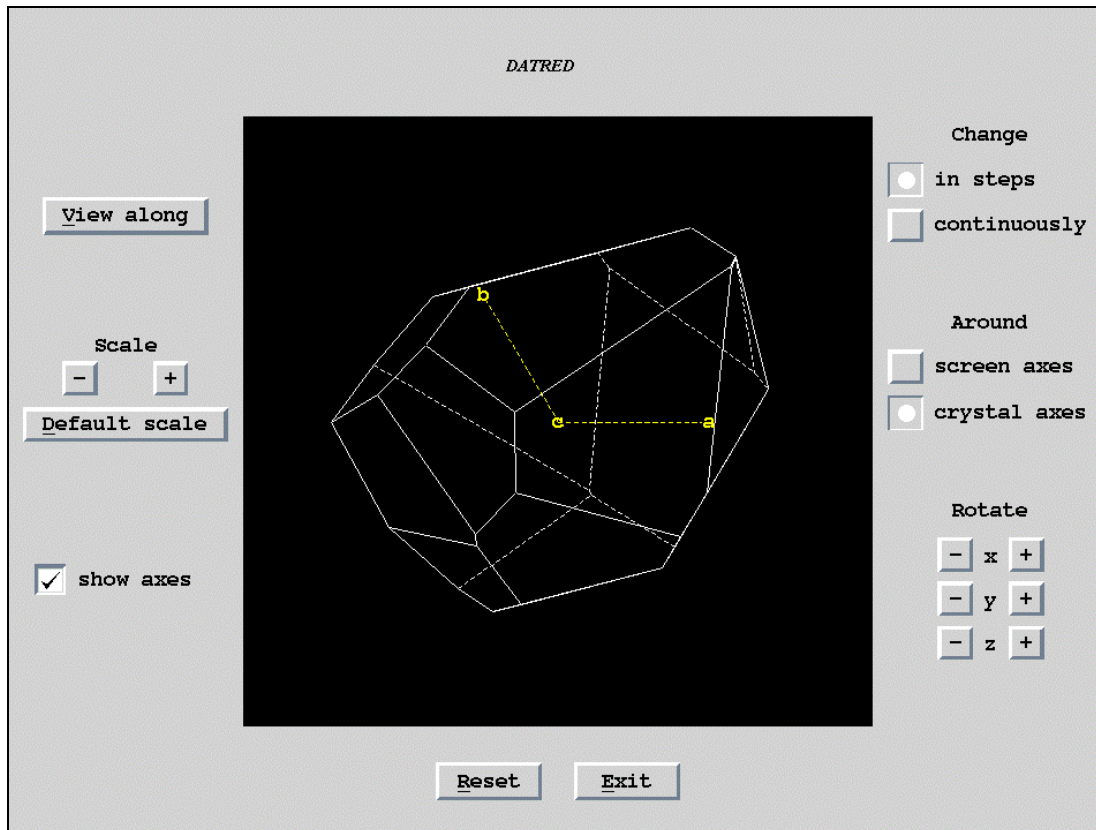 DATRED
View along
Scale
- +
Default scale
show axes
b
c a
Change
in steps
continuously
Around
screen axes
crystal axes
Rotate
- x +
- y +
- z +
Reset Exit